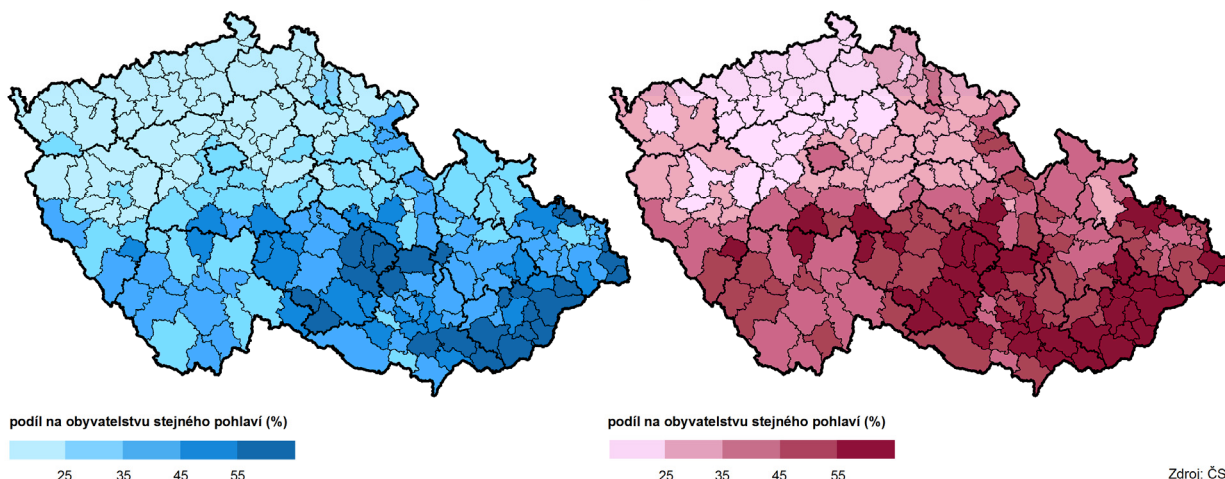 podíl na obyvatelstvu stejného pohlaví (%)
25 35 45 55
podíl na obyvatelstvu stejného pohlaví (%)
25 35 45 55
Zdroj: ČS